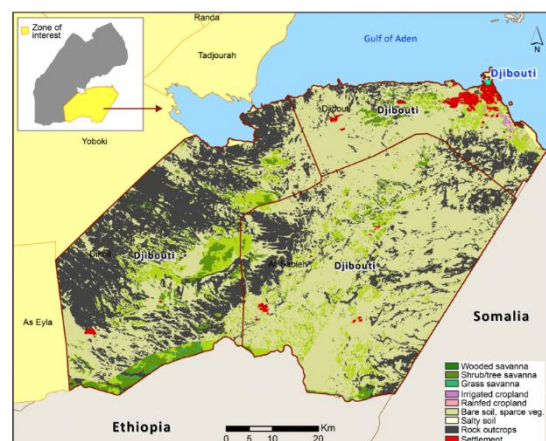 Zone of
interest
Randa
Tadjourah
Gulf of Aden
N
Djibouti
Djibouti
Yoboki
Djibouti
Djibouti
As Eyla
Somalia
Ethiopia
0
10
20
Km
Wooded savanna
Shrub/tree savanna
Grass savanna
Irrigated cropland
Rainfed cropland
Bare soil, sparce veg.
Salty soil
Rock outcrops
Settlement